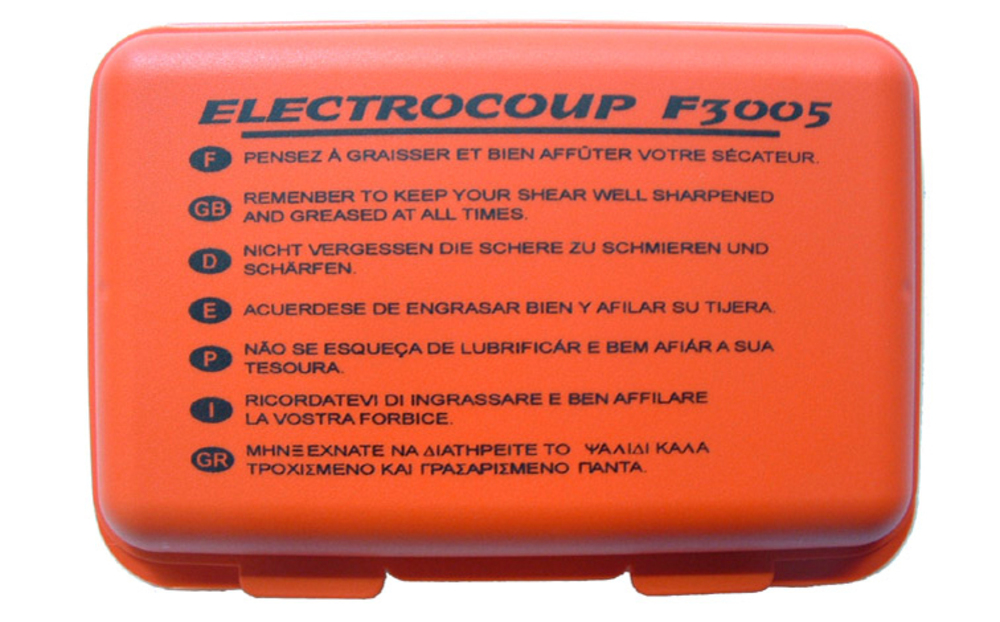 ELECTROCOUP F3005
F PENSEZ À GRAISSER ET BIEN AFFÛTER VOTRE SÉCATEUR.
GB REMENBER TO KEEP YOUR SHEAR WELL SHARPENED
AND GREASED AT ALL TIMES.
D NICHT VERGESSEN DIE SCHERE ZU SCHMIEREN UND
SCHÄRFEN.
E ACUERDESE DE ENGRASAR BIEN Y AFILAR SU TIJERA.
P NÃO SE ESQUEÇA DE LUBRIFICÁR E BEM AFIÁR A SUA
TESOURA.
I RICORDATEVI DI INGRASSARE E BEN AFFILARE
LA VOSTRA FORBICE.
GR ΜΗΝΞΕΧΝΑΤΕ ΝΑ ΔΙΑΤΗΡΕΙΤΕ ΤΟ ΨΑΛΙΔΙ ΚΑΛΑ
ΤΡΟΧΙΣΜΕΝΟ ΚΑΙ ΓΡΑΣΑΡΙΣΜΕΝΟ ΠΑΝΤΑ.